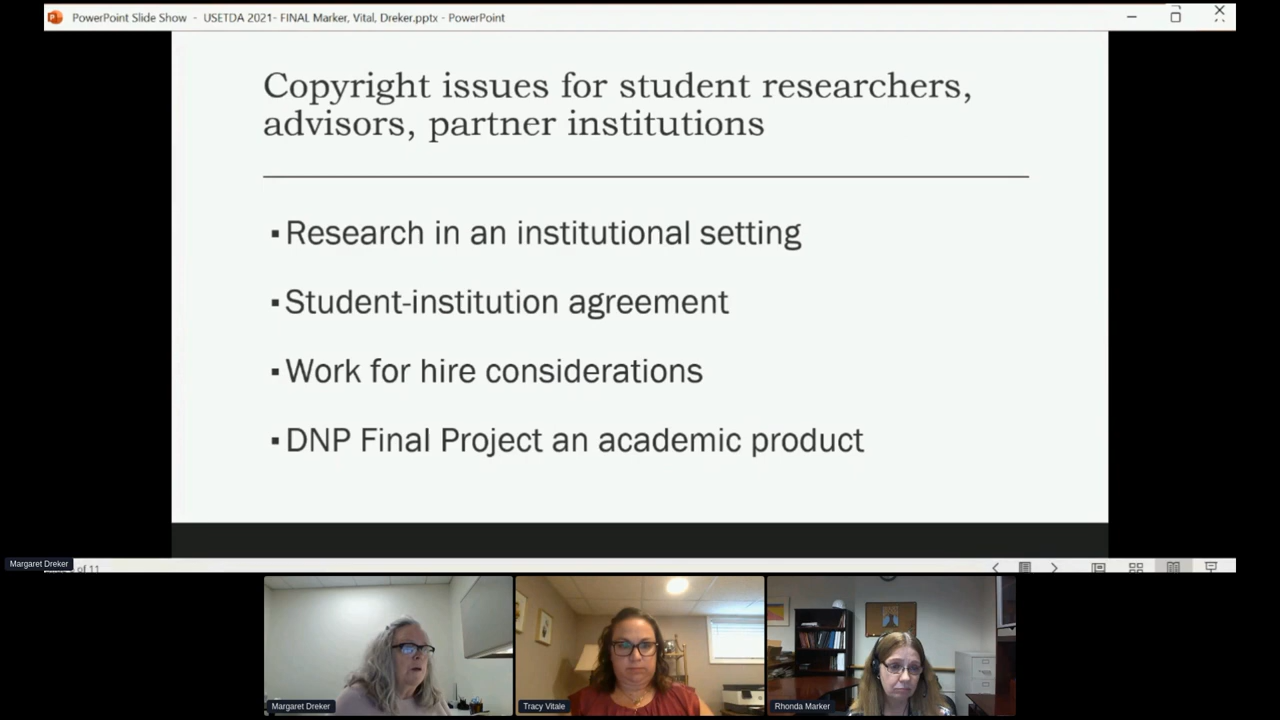 PowerPoint Slide Show - USETDA 2021- FINAL Marker, Vital, Dreker.pptx - PowerPoint
Copyright issues for student researchers,
advisors, partner institutions
▪ Research in an institutional setting
▪ Student-institution agreement
▪ Work for hire considerations
▪ DNP Final Project an academic product
Margaret Dreker
of 11
Margaret Dreker
Tracy Vitale
Rhonda Marker